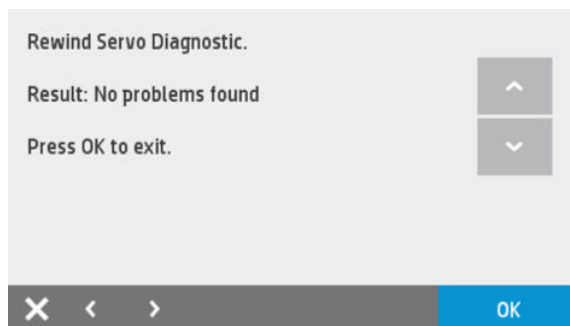 Rewind Servo Diagnostic.
Result: No problems found
Press OK to exit.
OK